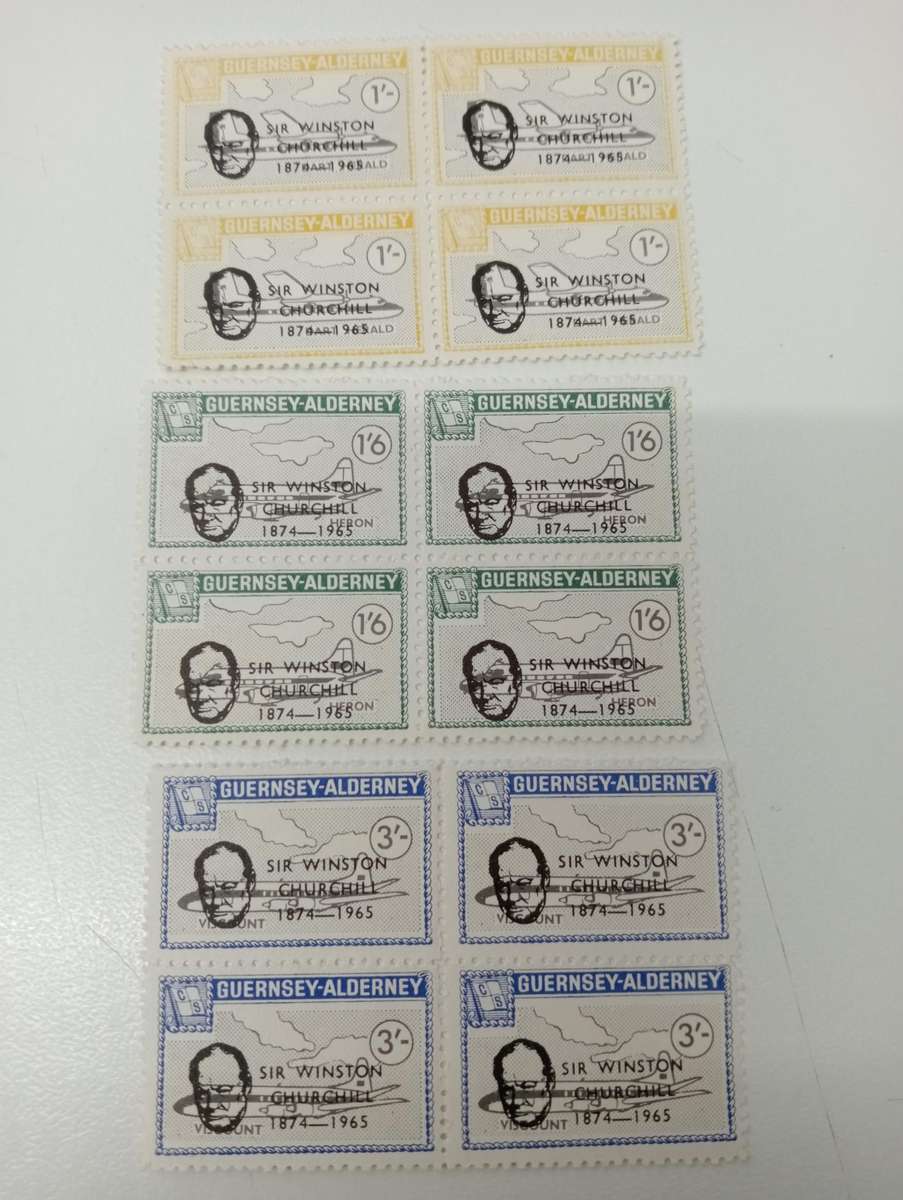 GUERNSEY-ALDERNEY
1'-
SIR WINSTON
CHURCHILL
1874—1965
GUERNSEY-ALDERNEY
1'-
SIR WINSTON
CHURCHILL
1874—1965
GUERNSEY-ALDERNEY
1'-
SIR WINSTON
CHURCHILL
1874—1965
GUERNSEY-ALDERNEY
1'-
SIR WINSTON
CHURCHILL
1874—1965
C S GUERNSEY-ALDERNEY
1'6
SIR WINSTON
CHURCHILL
HERON
1874—1965
C S GUERNSEY-ALDERNEY
1'6
SIR WINSTON
CHURCHILL
HERON
1874—1965
C S GUERNSEY-ALDERNEY
1'6
SIR WINSTON
CHURCHILL
HERON
1874—1965
C S GUERNSEY-ALDERNEY
1'6
SIR WINSTON
CHURCHILL
HERON
1874—1965
C S GUERNSEY-ALDERNEY
3'-
SIR WINSTON
CHURCHILL
1874—1965
VISCOUNT
C S GUERNSEY-ALDERNEY
3'-
SIR WINSTON
CHURCHILL
1874—1965
VISCOUNT
C S GUERNSEY-ALDERNEY
3'-
SIR WINSTON
CHURCHILL
1874—1965
VISCOUNT
C S GUERNSEY-ALDERNEY
3'-
SIR WINSTON
CHURCHILL
1874—1965
VISCOUNT